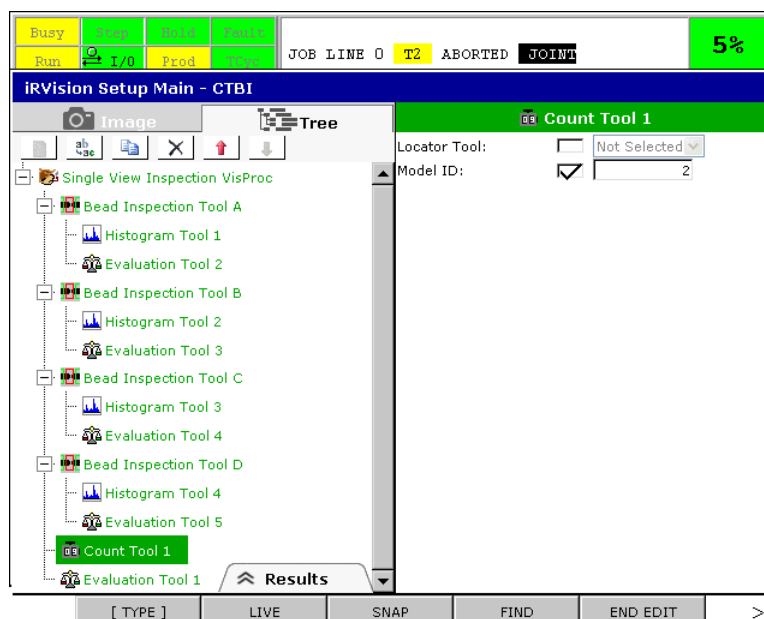 Busy Step Hold Fault
Run I/O Prod TCyc
JOB LINE 0 T2 ABORTED JOINT
5%
iRVision Setup Main - CTBI
Image Tree
Count Tool 1
Locator Tool: Not Selected
Model ID: 2
Single View Inspection VisProc
Bead Inspection Tool A
Histogram Tool 1
Evaluation Tool 2
Bead Inspection Tool B
Histogram Tool 2
Evaluation Tool 3
Bead Inspection Tool C
Histogram Tool 3
Evaluation Tool 4
Bead Inspection Tool D
Histogram Tool 4
Evaluation Tool 5
Count Tool 1
Evaluation Tool 1
Results
[ TYPE ] LIVE SNAP FIND END EDIT >